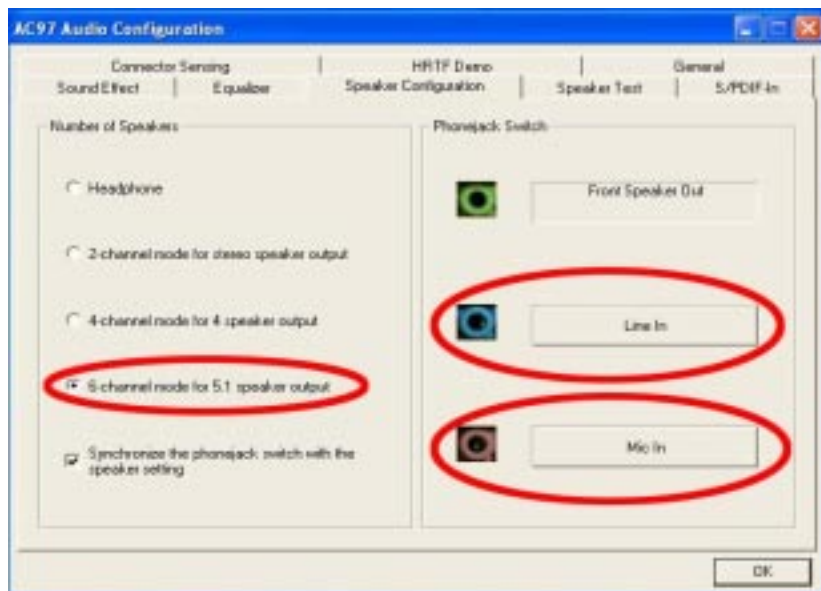 AC97 Audio Configuration
Connector Sensing
HRTF Demo
General
Sound Effect
Equalizer
Speaker Configuration
Speaker Test
S/PDIF-In
Number of Speakers
Phonejack Switch
Headphone
Front Speaker Out
2-channel mode for stereo speaker output
4-channel mode for 4 speaker output
Line In
6-channel mode for 5.1 speaker output
Mic In
Synchronize the phonejack switch with the
speaker setting
OK